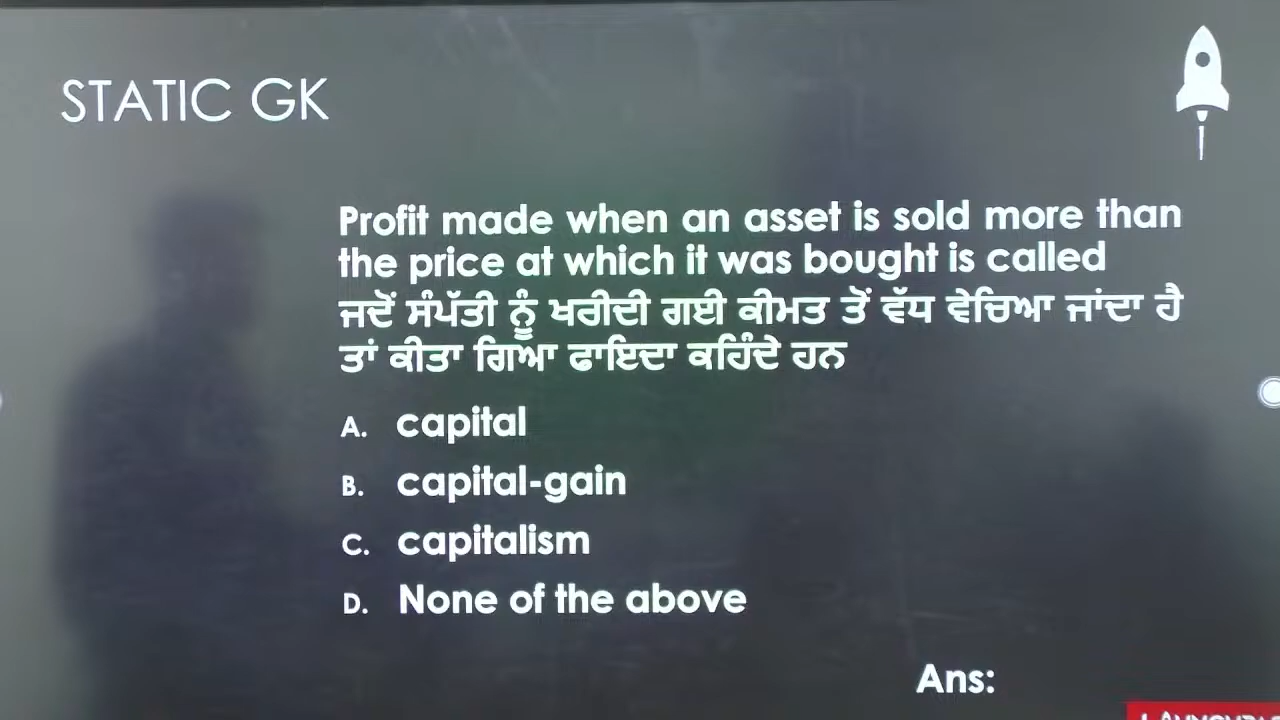 STATIC GK
Profit made when an asset is sold more than
the price at which it was bought is called
ਜਦੋਂ ਸੰਪੱਤੀ ਨੂੰ ਖਰੀਦੀ ਗਈ ਕੀਮਤ ਤੋਂ ਵੱਧ ਵੇਚਿਆ ਜਾਂਦਾ ਹੈ
ਤਾਂ ਕੀਤਾ ਗਿਆ ਫਾਇਦਾ ਕਹਿੰਦੇ ਹਨ
A. capital
B. capital-gain
C. capitalism
D. None of the above
Ans: